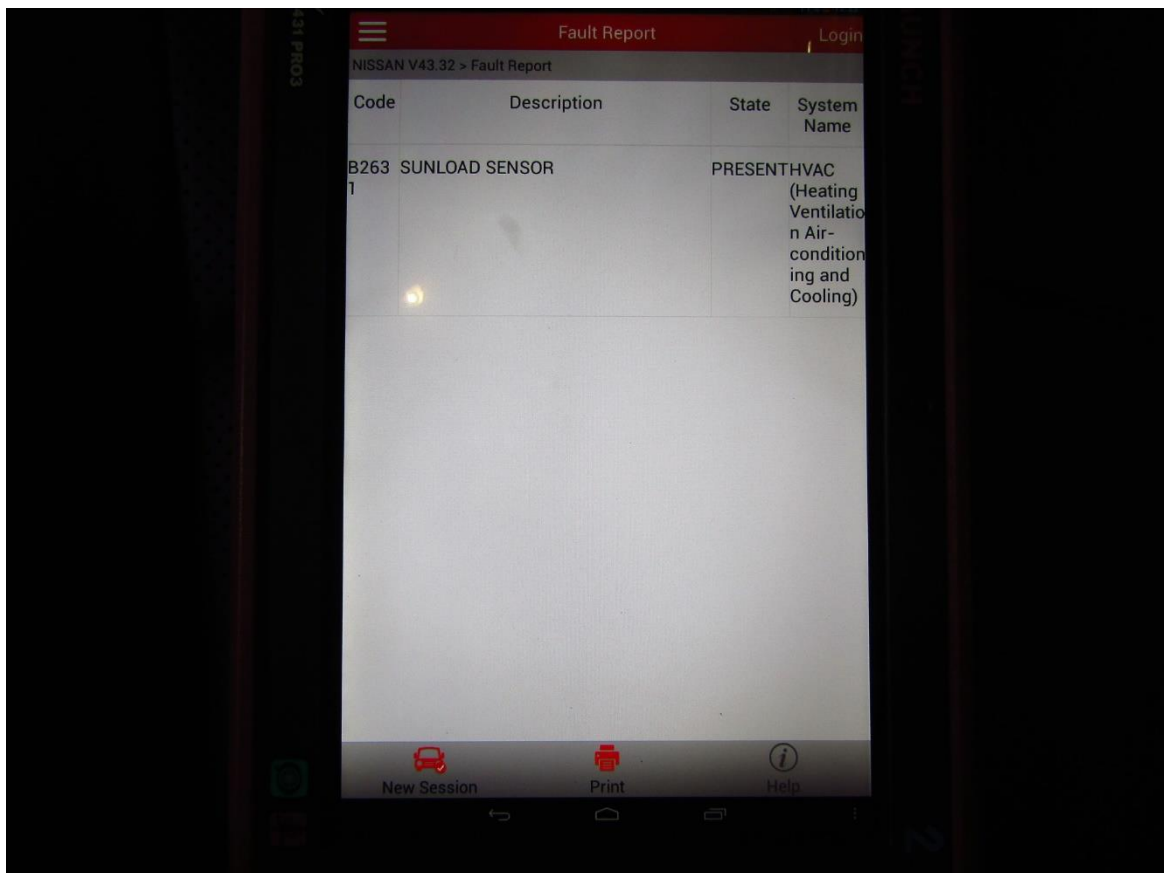 431 PRO3
LAUNCH
Fault Report
Login
NISSAN V43.32 > Fault Report
Code
Description
State
System
Name
B263
1
SUNLOAD SENSOR
PRESENT
HVAC
(Heating
Ventilatio
n Air-
condition
ing and
Cooling)
New Session
Print
i
Help